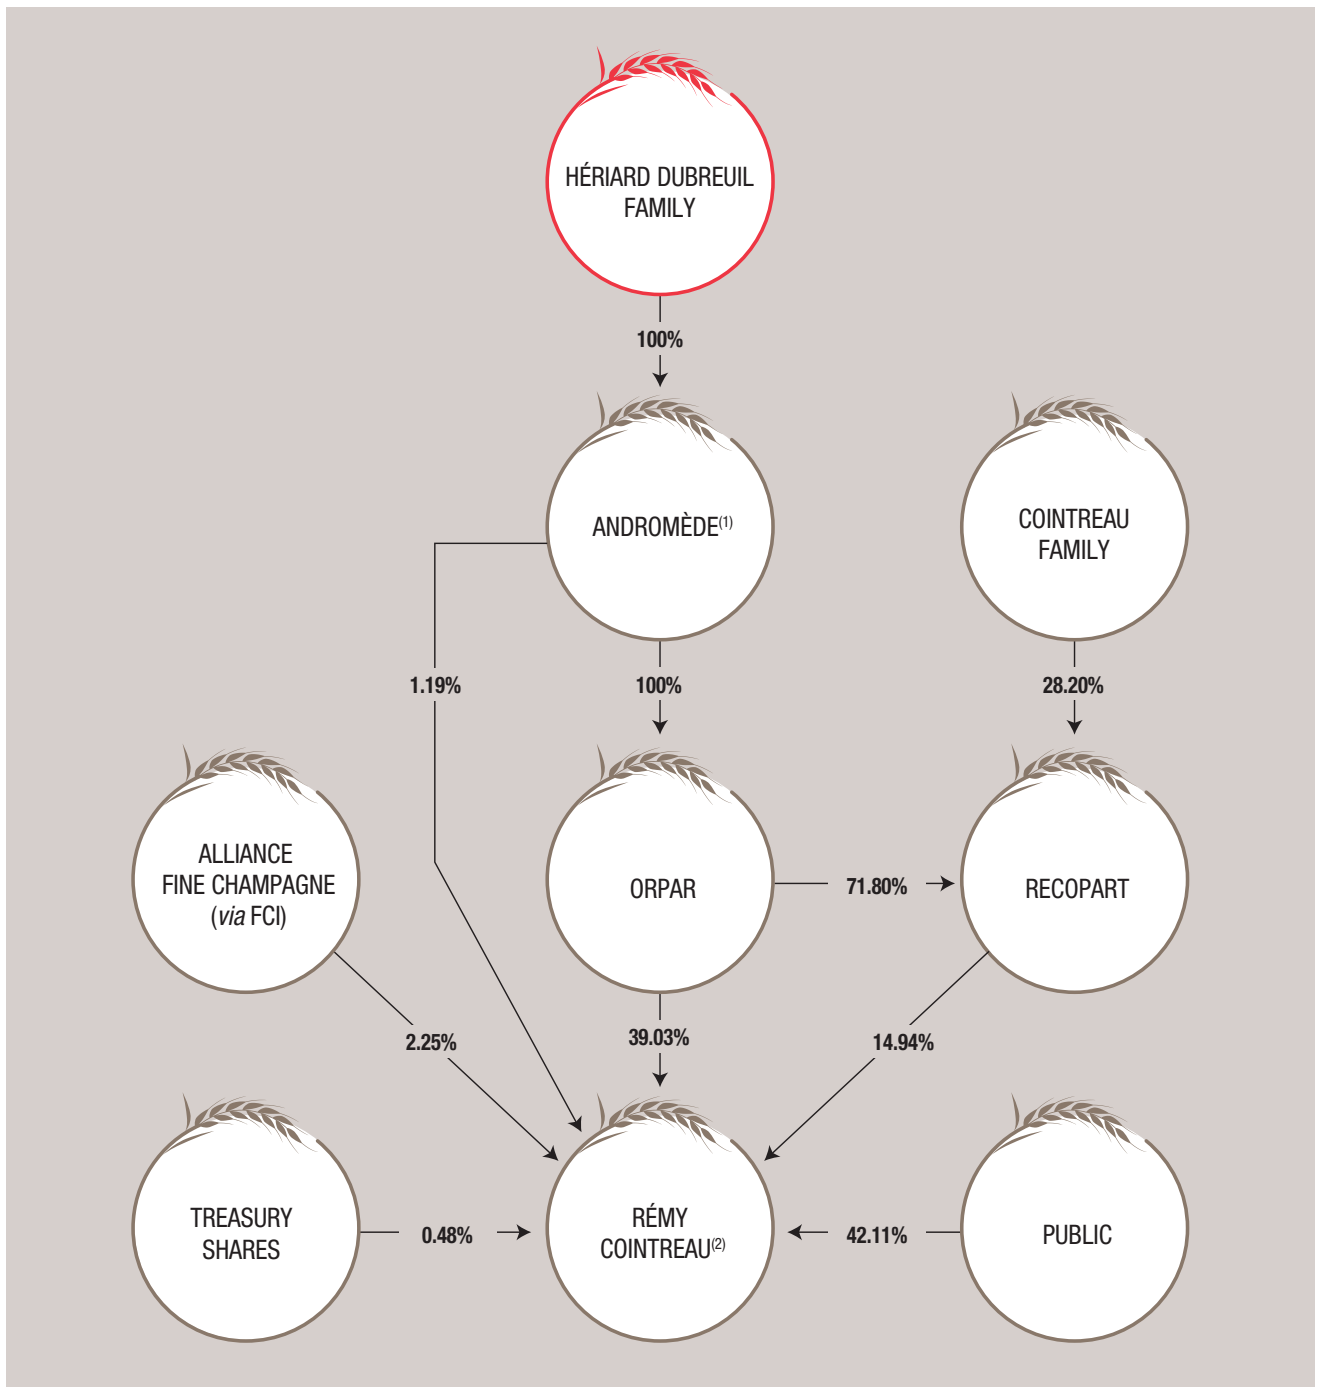 HÉRIARD DUBREUIL
FAMILY
100%
ANDROMÈDE(1)
COINTREAU
FAMILY
1.19%
100%
28.20%
ALLIANCE
FINE CHAMPAGNE
(via FCI)
ORPAR
71.80%
RECOPART
2.25%
39.03%
14.94%
TREASURY
SHARES
0.48%
RÉMY
COINTREAU(2)
42.11%
PUBLIC